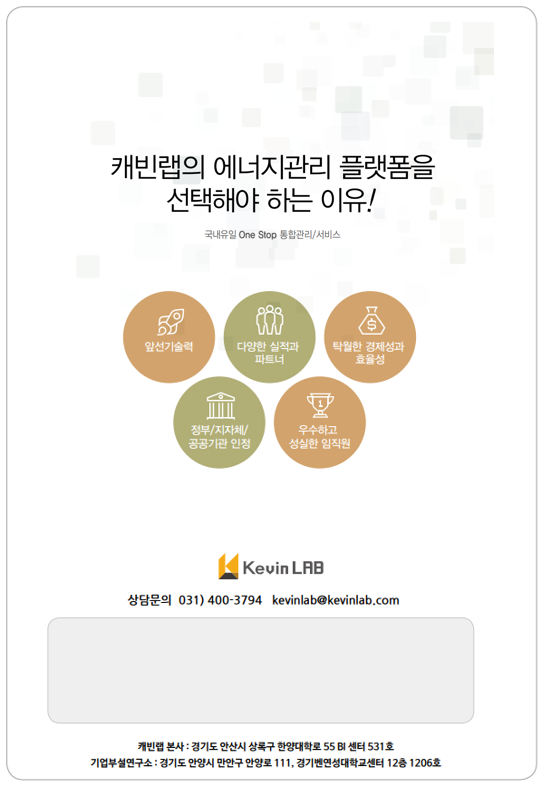 캐빈랩의 에너지관리 플랫폼을
선택해야 하는 이유!
국내유일 One Stop 통합관리/서비스
앞선기술력
다양한 실적과
파트너
탁월한 경제성과
효율성
정부/지자체/
공공기관 인정
우수하고
성실한 임직원
Kevin LAB
상담문의 031) 400-3794 kevinlab@kevinlab.com
캐빈랩 본사 : 경기도 안산시 상록구 한양대학로 55 BI 센터 531호
기업부설연구소 : 경기도 안양시 만안구 안양로 111, 경기벤연성대학교센터 12층 1206호